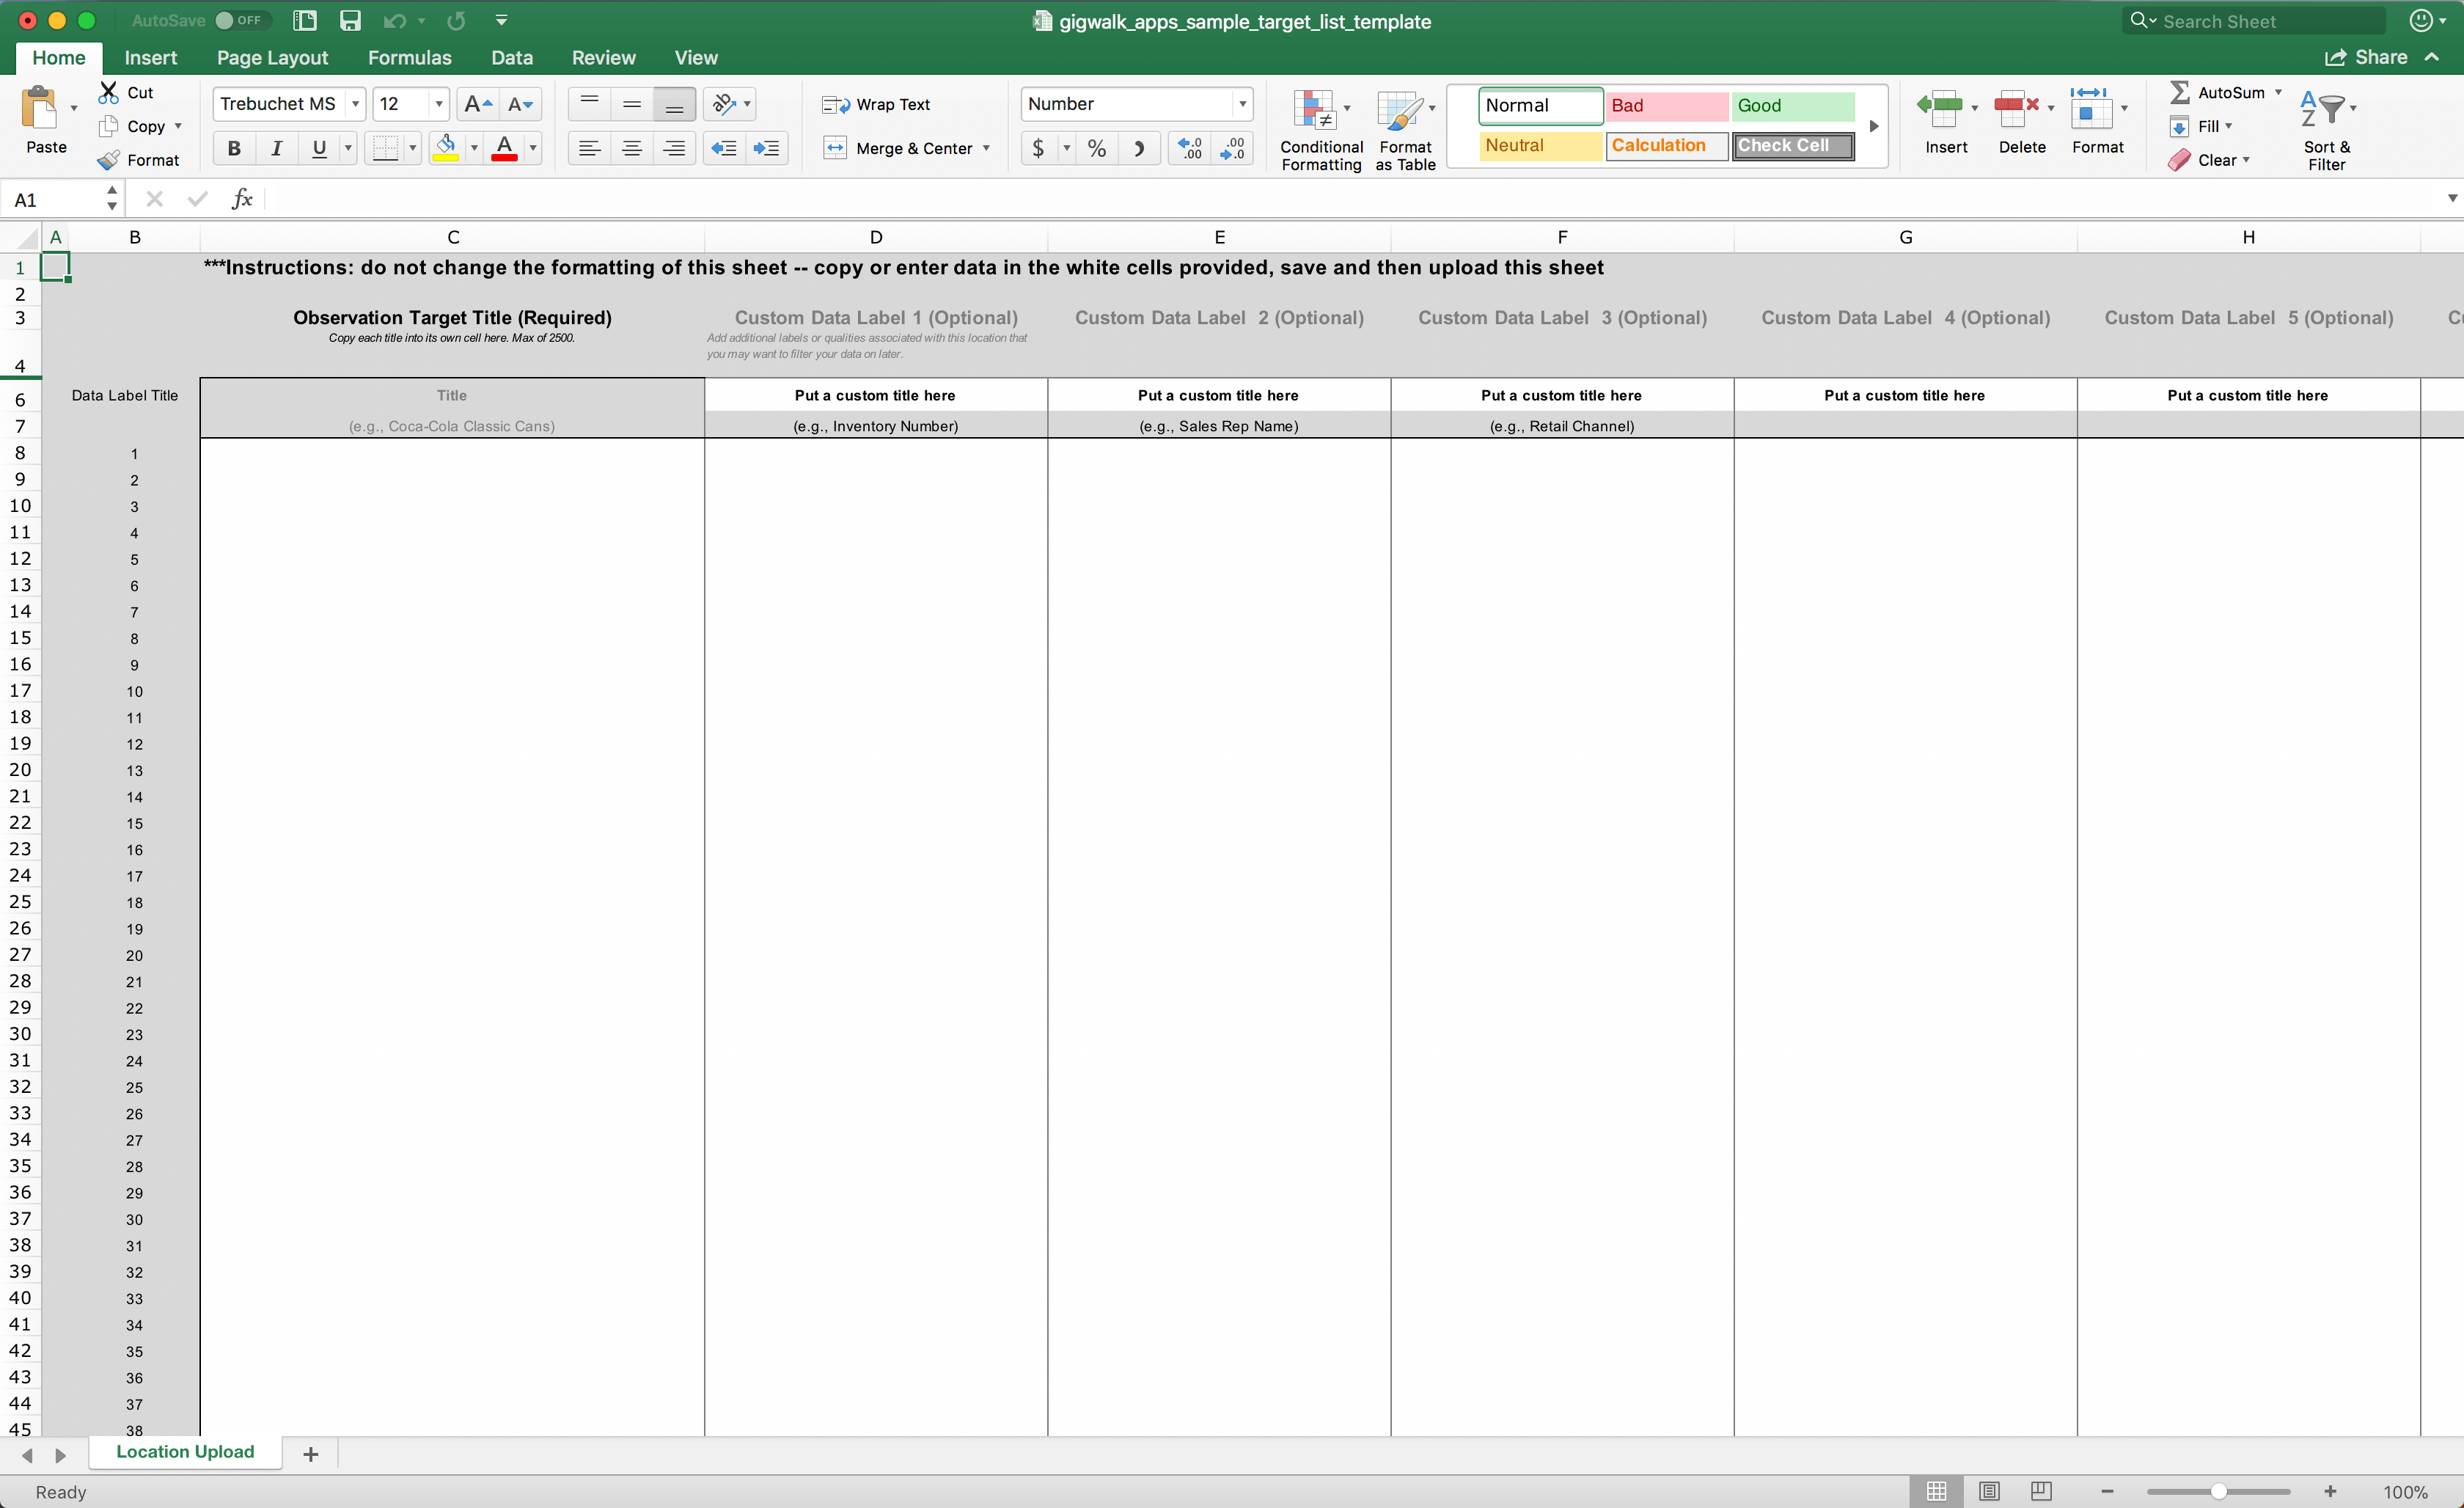 AutoSave OFF
gigwalk_apps_sample_target_list_template
Search Sheet
Home Insert Page Layout Formulas Data Review View
Share
Paste
Cut
Copy
Format
Trebuchet MS 12
Wrap Text
Merge & Center
Number
Conditional Formatting
Format as Table
Normal Bad Good
Neutral Calculation Check Cell
Insert Delete Format
AutoSum
Fill
Clear
Sort & Filter
A1 fx
A B C D E F G H
1 ***Instructions: do not change the formatting of this sheet -- copy or enter data in the white cells provided, save and then upload this sheet
2
3 Observation Target Title (Required) Custom Data Label 1 (Optional) Custom Data Label 2 (Optional) Custom Data Label 3 (Optional) Custom Data Label 4 (Optional) Custom Data Label 5 (Optional)
Copy each title into its own cell here. Max of 2500. Add additional labels or qualities associated with this location that
4 you may want to filter your data on later.
6 Data Label Title Title Put a custom title here Put a custom title here Put a custom title here Put a custom title here Put a custom title here
7 (e.g., Coca-Cola Classic Cans) (e.g., Inventory Number) (e.g., Sales Rep Name) (e.g., Retail Channel)
8 1
9 2
10 3
11 4
12 5
13 6
14 7
15 8
16 9
17 10
18 11
19 12
20 13
21 14
22 15
23 16
24 17
25 18
26 19
27 20
28 21
29 22
30 23
31 24
32 25
33 26
34 27
35 28
36 29
37 30
38 31
39 32
40 33
41 34
42 35
43 36
44 37
45 38
Location Upload +
Ready
100%